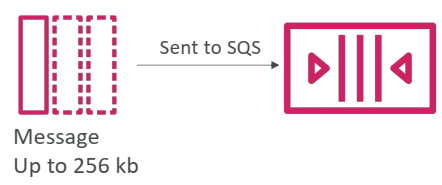 Sent to SQS
Message
Up to 256 kb